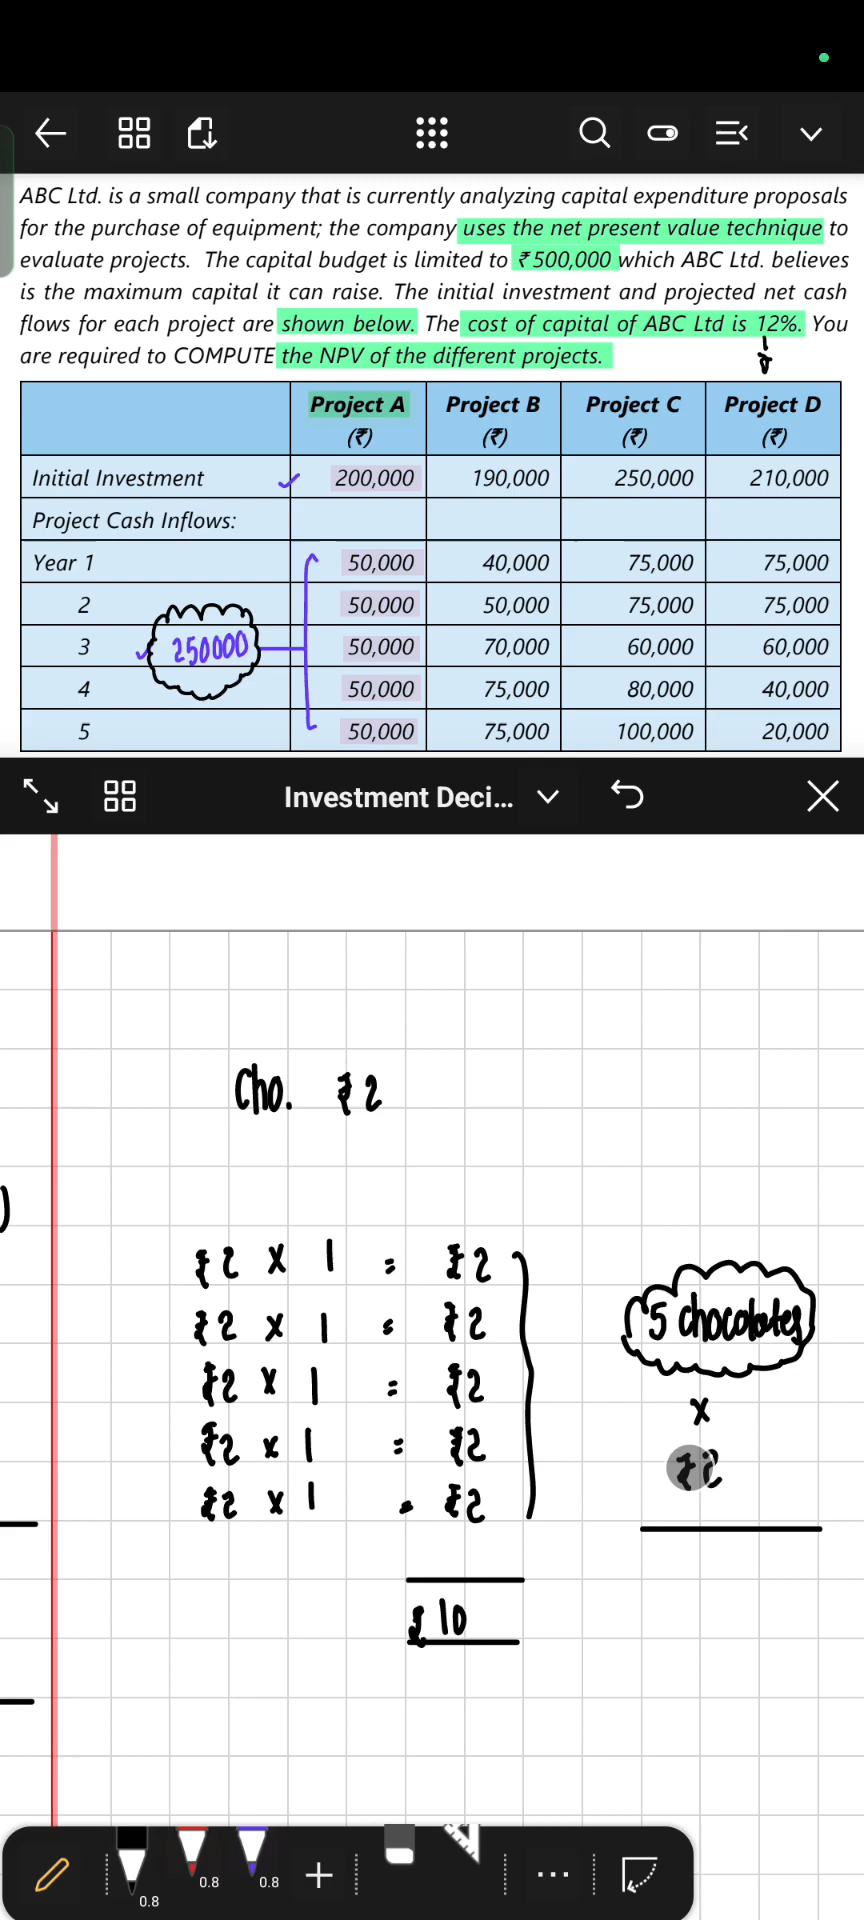 ABC Ltd. is a small company that is currently analyzing capital expenditure proposals
for the purchase of equipment; the company uses the net present value technique to
evaluate projects. The capital budget is limited to ₹500,000 which ABC Ltd. believes
is the maximum capital it can raise. The initial investment and projected net cash
flows for each project are shown below. The cost of capital of ABC Ltd is 12%. You
are required to COMPUTE the NPV of the different projects.
Project A Project B Project C Project D
(₹) (₹) (₹) (₹)
Initial Investment 200,000 190,000 250,000 210,000
Project Cash Inflows:
Year 1 50,000 40,000 75,000 75,000
2 50,000 50,000 75,000 75,000
3 250000 50,000 70,000 60,000 60,000
4 50,000 75,000 80,000 40,000
5 50,000 75,000 100,000 20,000
Investment Deci...
Cho. ₹2
₹2 x 1 = ₹2
₹2 x 1 = ₹2
₹2 x 1 = ₹2
₹2 x 1 = ₹2
₹2 x 1 = ₹2
5 chocolates
x
₹2
₹10
0.8 0.8 0.8